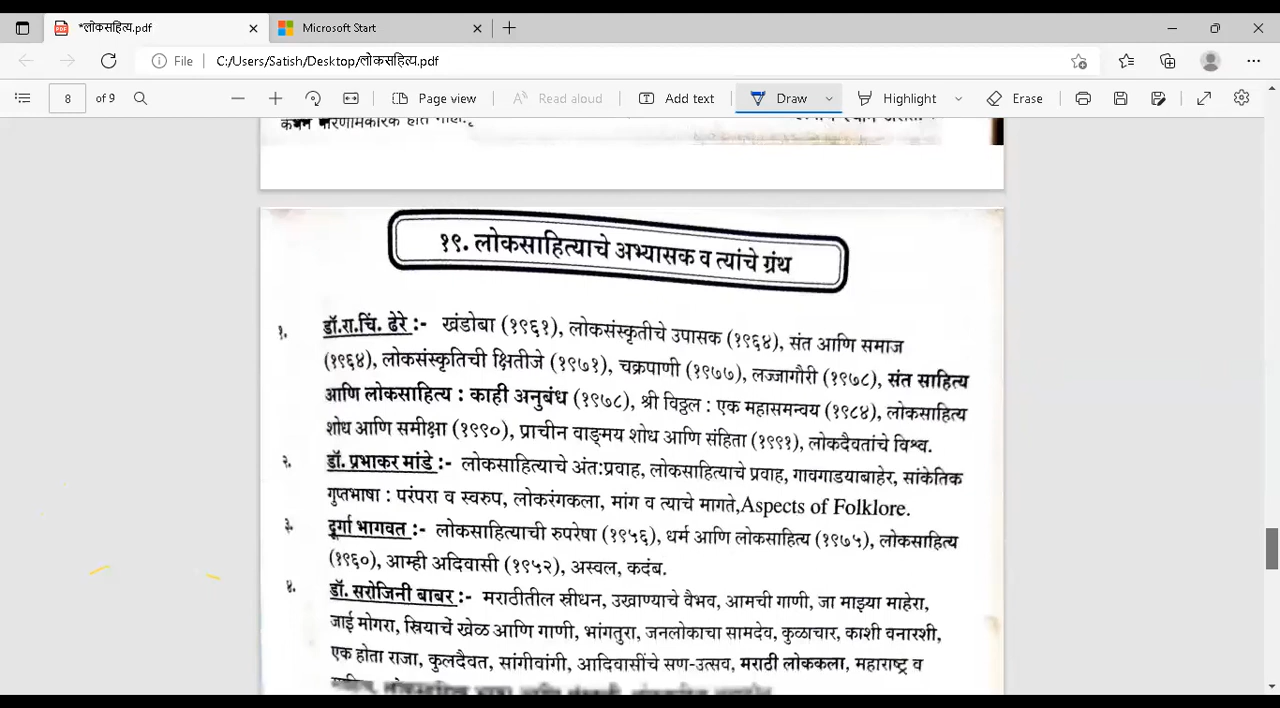 *लोकसहित्य.pdf
Microsoft Start
File
C:/Users/Satish/Desktop/लोकसहित्य.pdf
8 of 9
Page view
Read aloud
Add text
Draw
Highlight
Erase
१९. लोकसाहित्याचे अभ्यासक व त्यांचे ग्रंथ
१. डॉ.रा.चिं. ढेरे :- खंडोबा (१९६१), लोकसंस्कृतीचे उपासक (१९६४), संत आणि समाज
(१९६४), लोकसंस्कृतिची क्षितीजे (१९७१), चक्रपाणी (१९७७), लज्जागौरी (१९७८), संत साहित्य
आणि लोकसाहित्य : काही अनुबंध (१९७८), श्री विठ्ठल : एक महासमन्वय (१९८४), लोकसाहित्य
शोध आणि समीक्षा (१९९०), प्राचीन वाङ्मय शोध आणि संहिता (१९९१), लोकदैवतांचे विश्व.
२. डॉ. प्रभाकर मांडे :- लोकसाहित्याचे अंत:प्रवाह, लोकसाहित्याचे प्रवाह, गावगाडयाबाहेर, सांकेतिक
गुप्तभाषा : परंपरा व स्वरुप, लोकरंगकला, मांग व त्याचे मागते, Aspects of Folklore.
३. दूर्गा भागवत :- लोकसाहित्याची रुपरेषा (१९५६), धर्म आणि लोकसाहित्य (१९७५), लोकसाहित्य
(१९६०), आम्ही अदिवासी (१९५२), अस्वल, कदंब.
४. डॉ. सरोजिनी बाबर :- मराठीतील स्रीधन, उखाण्याचे वैभव, आमची गाणी, जा माझ्या माहेरा,
जाई मोगरा, स्रियाचें खेळ आणि गाणी, भांगतुरा, जनलोकाचा सामदेव, कुळाचार, काशी वनारशी,
एक होता राजा, कुलदैवत, सांगीवांगी, आदिवासींचे सण-उत्सव, मराठी लोककला, महाराष्ट्र व